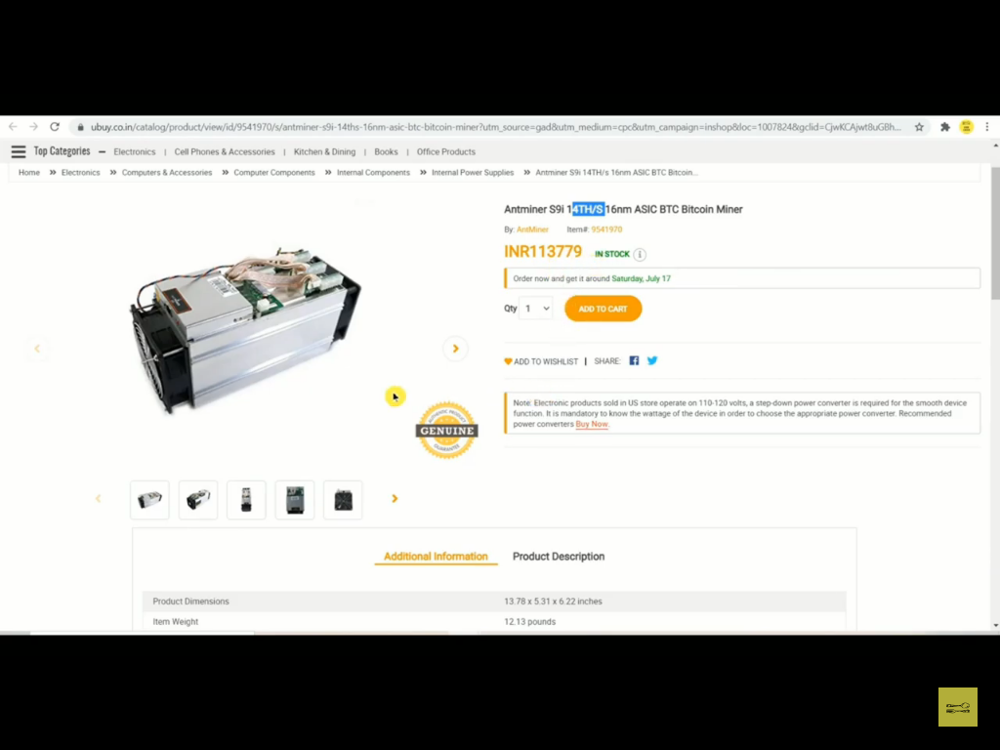 ubuy.co.in/catalog/product/view/id/9541970/s/antminer-s9i-14ths-16nm-asic-btc-bitcoin-miner?utm_source=gad&utm_medium=cpc&utm_campaign=inshop&loc=1007824&gclid=CjwKCAjwt8uGBh...
Top Categories – Electronics | Cell Phones & Accessories | Kitchen & Dining | Books | Office Products
Home » Electronics » Computers & Accessories » Computer Components » Internal Components » Internal Power Supplies » Antminer S9i 14TH/s 16nm ASIC BTC Bitcoin...
Antminer S9i 14TH/S 16nm ASIC BTC Bitcoin Miner
By: AntMiner Item#: 9541970
INR113779 IN STOCK
Order now and get it around Saturday, July 17
Qty 1 ADD TO CART
ADD TO WISHLIST | SHARE:
Note: Electronic products sold in US store operate on 110-120 volts, a step-down power converter is required for the smooth device
function. It is mandatory to know the wattage of the device in order to choose the appropriate power converter. Recommended
power converters Buy Now.
GENUINE
Additional Information Product Description
Product Dimensions 13.78 x 5.31 x 6.22 inches
Item Weight 12.13 pounds